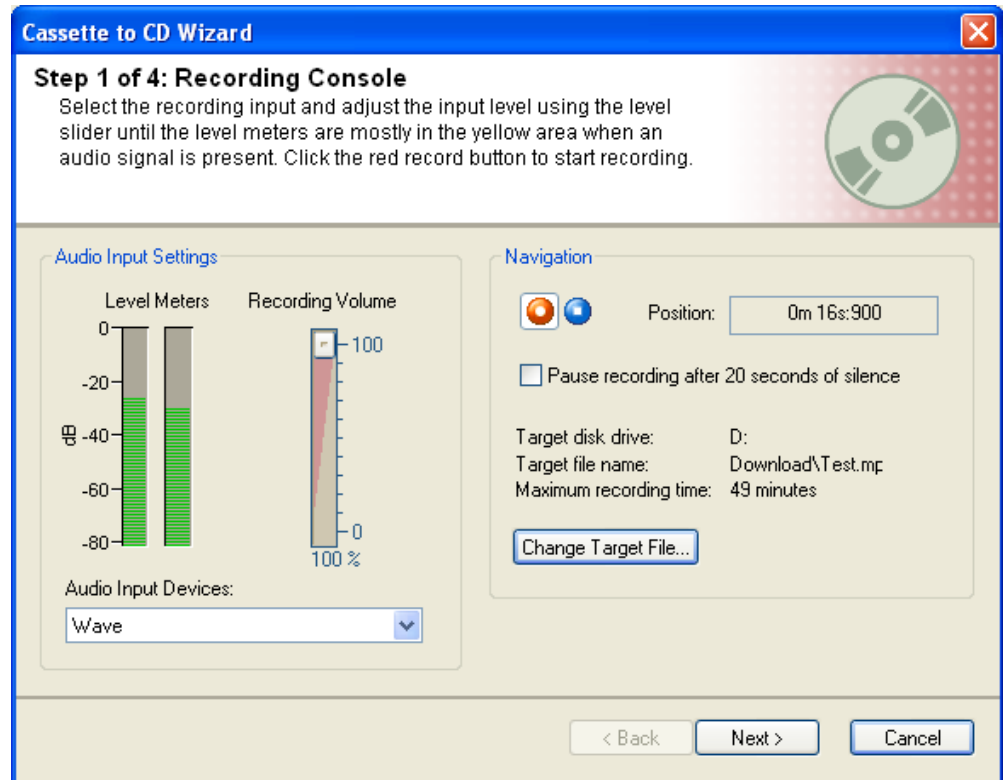 Cassette to CD Wizard
Step 1 of 4: Recording Console
Select the recording input and adjust the input level using the level
slider until the level meters are mostly in the yellow area when an
audio signal is present. Click the red record button to start recording.
Audio Input Settings
Level Meters Recording Volume
0
-20
-40
-60
-80
dB
100
0
100 %
Audio Input Devices:
Wave
Navigation
Position: 0m 16s:900
Pause recording after 20 seconds of silence
Target disk drive: D:
Target file name: Download\Test.mp
Maximum recording time: 49 minutes
Change Target File...
< Back Next > Cancel